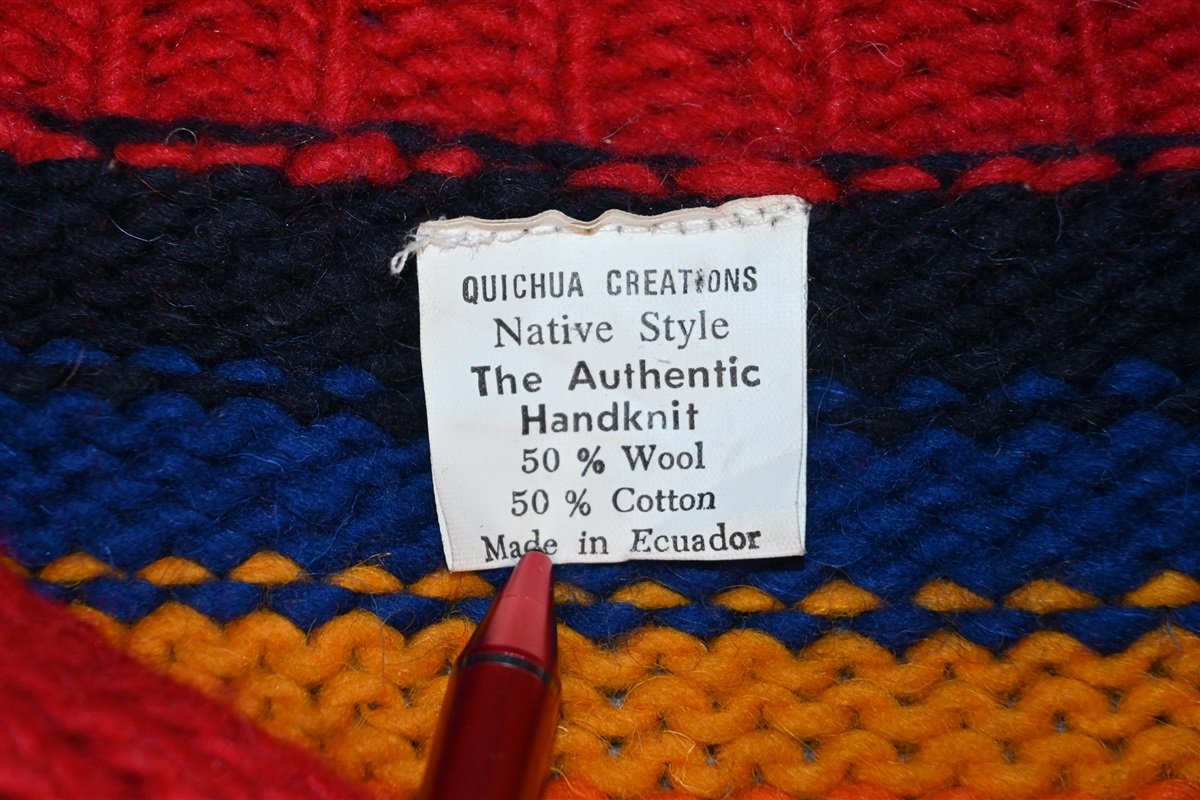 QUICHUA CREATIONS
Native Style
The Authentic
Handknit
50 % Wool
50 % Cotton
Made in Ecuador